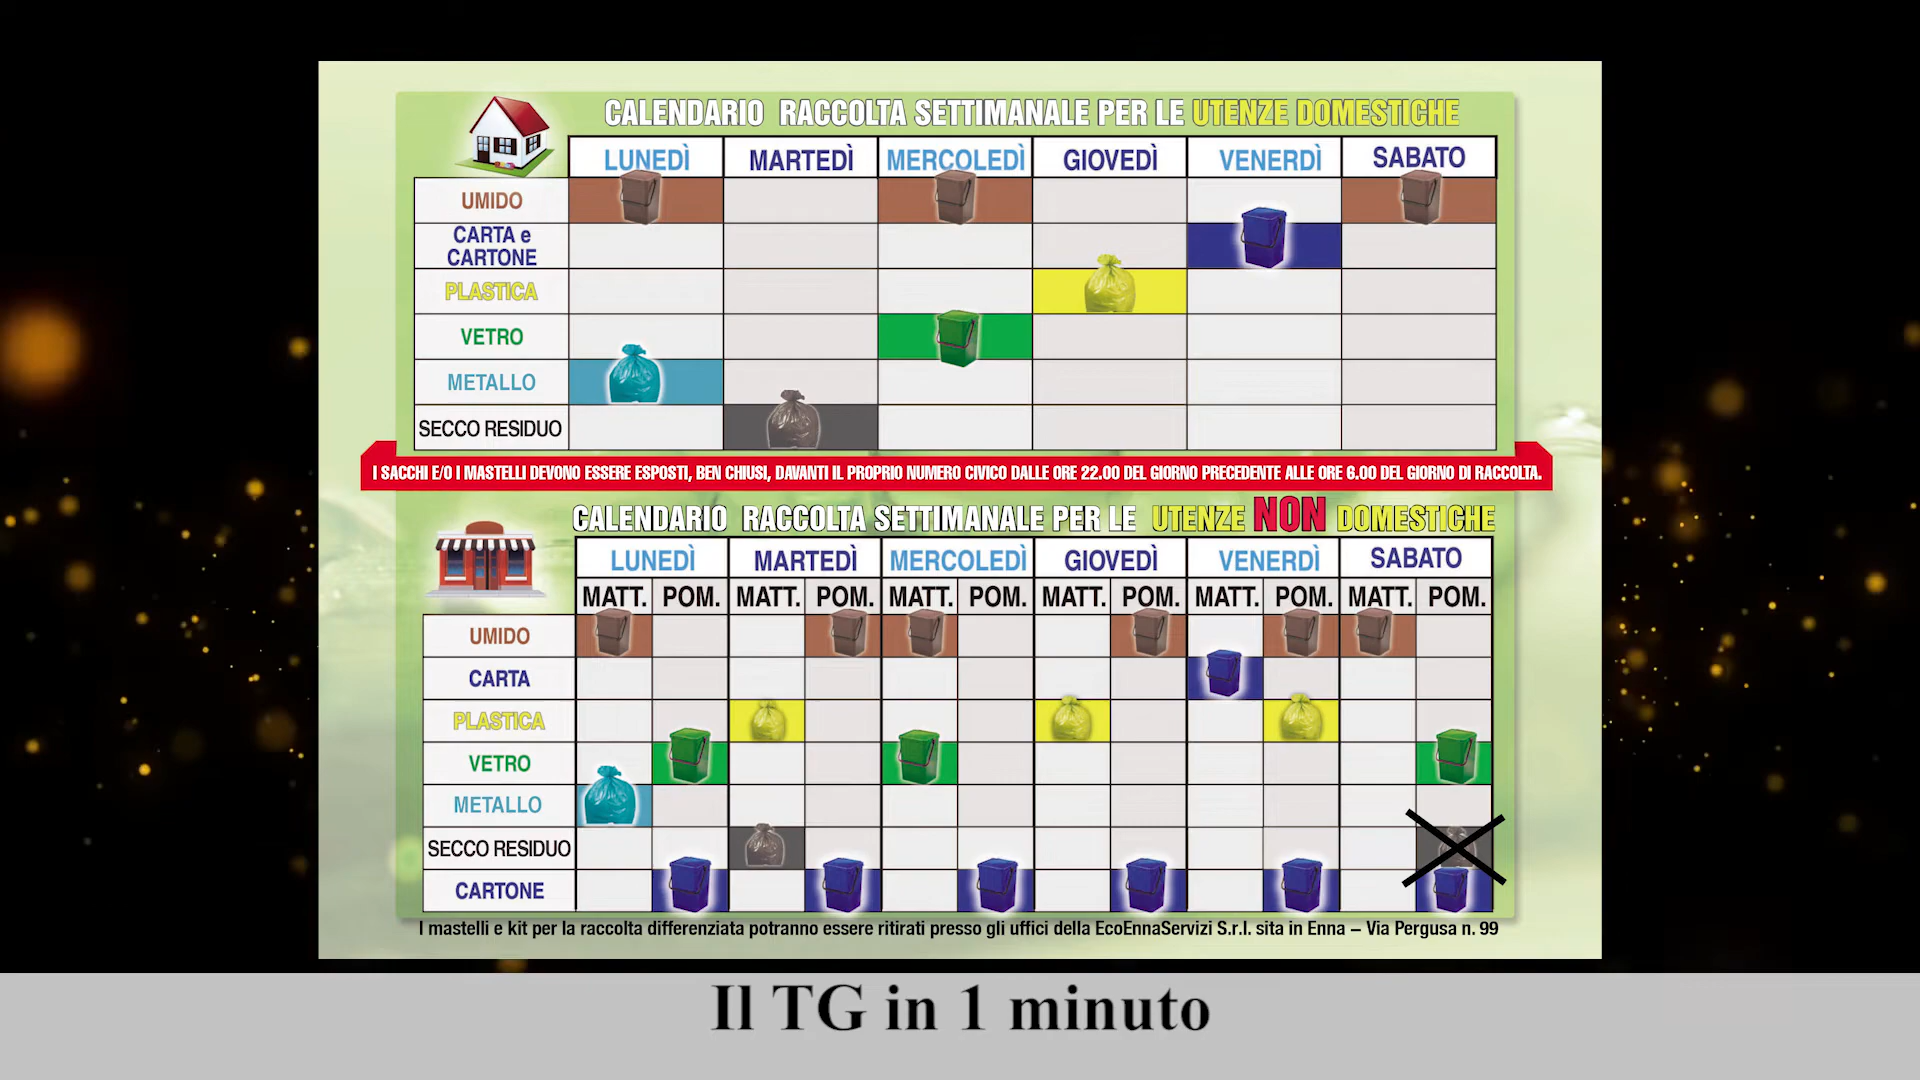 CALENDARIO RACCOLTA SETTIMANALE PER LE UTENZE DOMESTICHE
LUNEDÌ MARTEDÌ MERCOLEDÌ GIOVEDÌ VENERDÌ SABATO
UMIDO
CARTA e
CARTONE
PLASTICA
VETRO
METALLO
SECCO RESIDUO
I SACCHI E/O I MASTELLI DEVONO ESSERE ESPOSTI, BEN CHIUSI, DAVANTI IL PROPRIO NUMERO CIVICO DALLE ORE 22.00 DEL GIORNO PRECEDENTE ALLE ORE 6.00 DEL GIORNO DI RACCOLTA.
CALENDARIO RACCOLTA SETTIMANALE PER LE UTENZE NON DOMESTICHE
LUNEDÌ MARTEDÌ MERCOLEDÌ GIOVEDÌ VENERDÌ SABATO
MATT. POM. MATT. POM. MATT. POM. MATT. POM. MATT. POM. MATT. POM.
UMIDO
CARTA
PLASTICA
VETRO
METALLO
SECCO RESIDUO
CARTONE
I mastelli e kit per la raccolta differenziata potranno essere ritirati presso gli uffici della EcoEnnaServizi S.r.l. sita in Enna – Via Pergusa n. 99
Il TG in 1 minuto